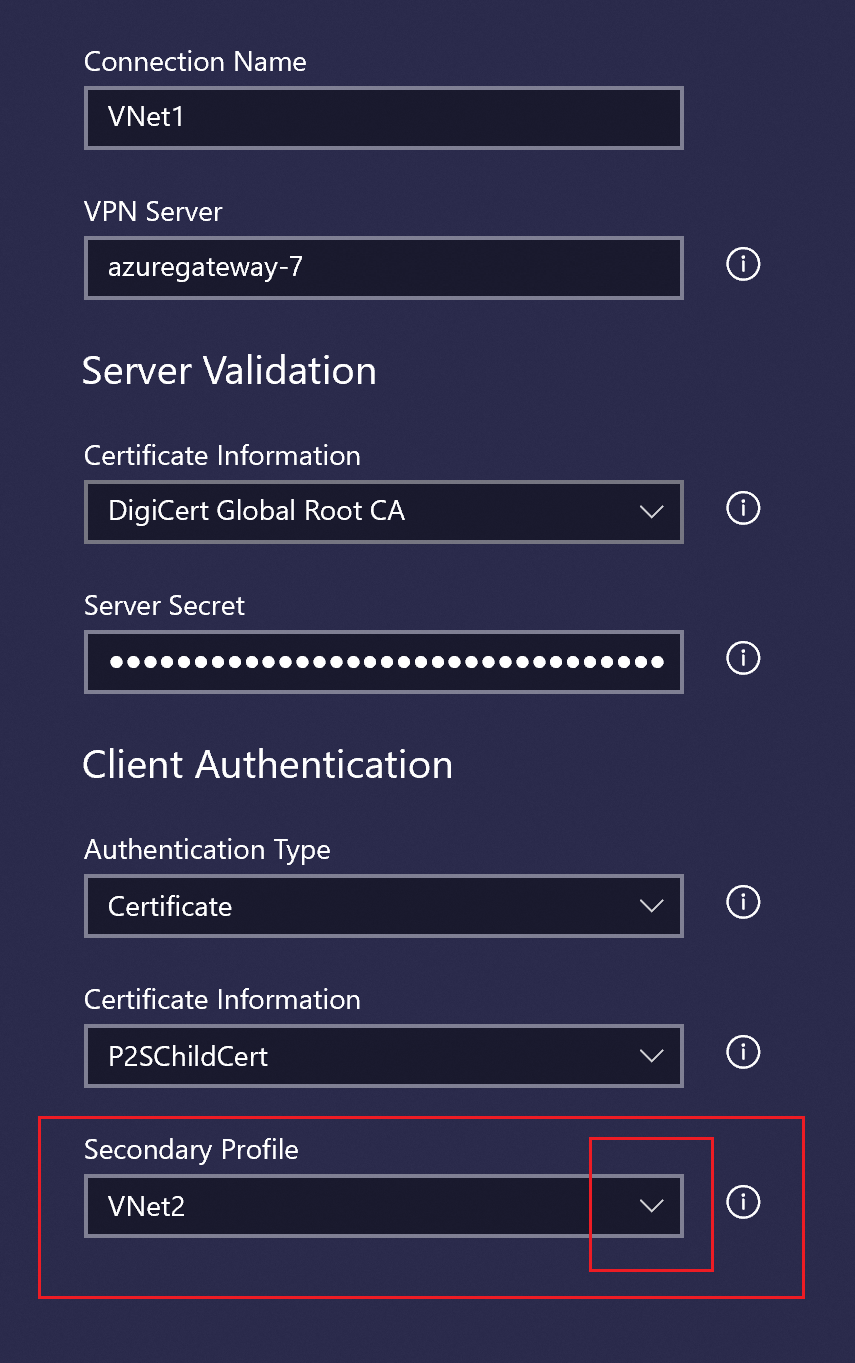 Connection Name
VNet1
VPN Server
azuregateway-7
Server Validation
Certificate Information
DigiCert Global Root CA
Server Secret
●●●●●●●●●●●●●●●●●●●●●●●●●●●●●●●●●
Client Authentication
Authentication Type
Certificate
Certificate Information
P2SChildCert
Secondary Profile
VNet2